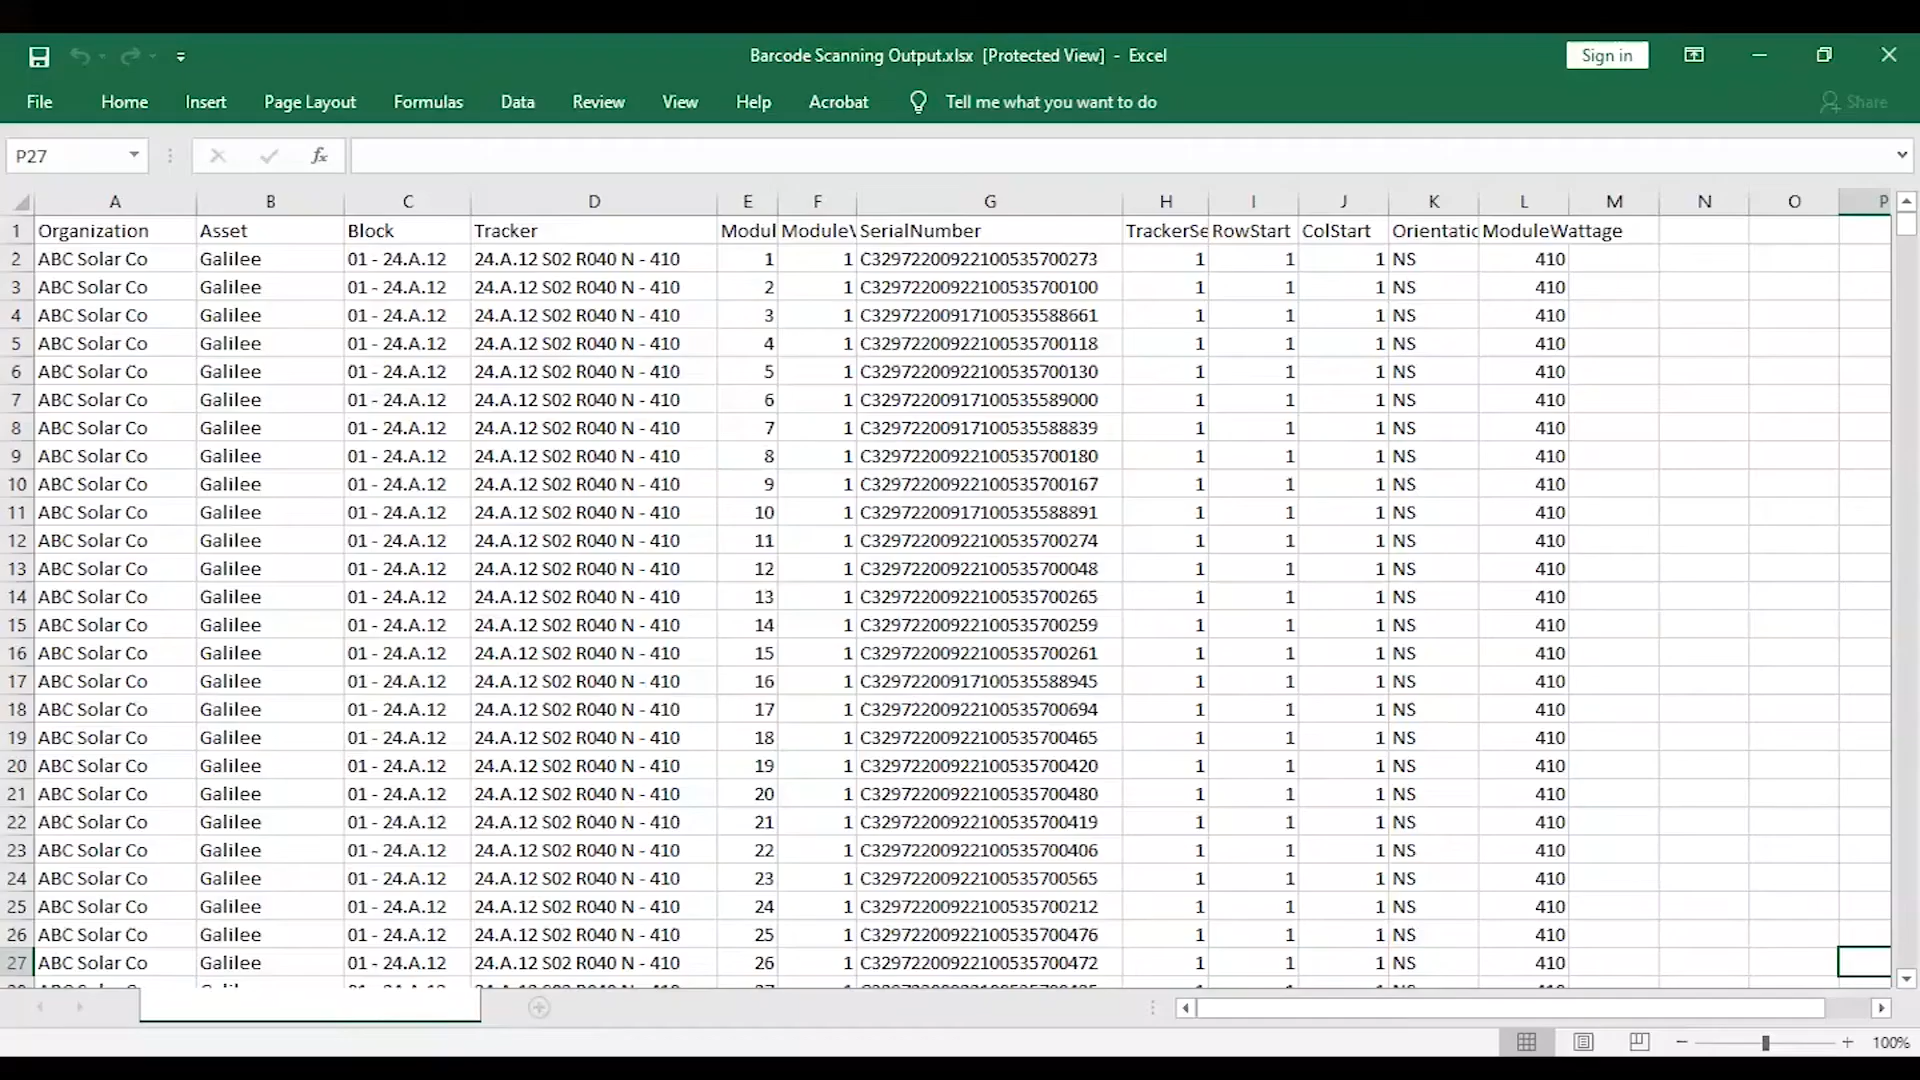 Barcode Scanning Output.xlsx [Protected View] - Excel
Sign in
File Home Insert Page Layout Formulas Data Review View Help Acrobat Tell me what you want to do Share
P27 fx
A B C D E F G H I J K L M N O P
1 Organization Asset Block Tracker Modul ModuleV SerialNumber TrackerSe RowStart ColStart Orientatic ModuleWattage
2 ABC Solar Co Galilee 01 - 24.A.12 24.A.12 S02 R040 N - 410 1 1 C32972200922100535700273 1 1 1 NS 410
3 ABC Solar Co Galilee 01 - 24.A.12 24.A.12 S02 R040 N - 410 2 1 C32972200922100535700100 1 1 1 NS 410
4 ABC Solar Co Galilee 01 - 24.A.12 24.A.12 S02 R040 N - 410 3 1 C32972200917100535588661 1 1 1 NS 410
5 ABC Solar Co Galilee 01 - 24.A.12 24.A.12 S02 R040 N - 410 4 1 C32972200922100535700118 1 1 1 NS 410
6 ABC Solar Co Galilee 01 - 24.A.12 24.A.12 S02 R040 N - 410 5 1 C32972200922100535700130 1 1 1 NS 410
7 ABC Solar Co Galilee 01 - 24.A.12 24.A.12 S02 R040 N - 410 6 1 C32972200917100535589000 1 1 1 NS 410
8 ABC Solar Co Galilee 01 - 24.A.12 24.A.12 S02 R040 N - 410 7 1 C32972200917100535588839 1 1 1 NS 410
9 ABC Solar Co Galilee 01 - 24.A.12 24.A.12 S02 R040 N - 410 8 1 C32972200922100535700180 1 1 1 NS 410
10 ABC Solar Co Galilee 01 - 24.A.12 24.A.12 S02 R040 N - 410 9 1 C32972200922100535700167 1 1 1 NS 410
11 ABC Solar Co Galilee 01 - 24.A.12 24.A.12 S02 R040 N - 410 10 1 C32972200917100535588891 1 1 1 NS 410
12 ABC Solar Co Galilee 01 - 24.A.12 24.A.12 S02 R040 N - 410 11 1 C32972200922100535700274 1 1 1 NS 410
13 ABC Solar Co Galilee 01 - 24.A.12 24.A.12 S02 R040 N - 410 12 1 C32972200922100535700048 1 1 1 NS 410
14 ABC Solar Co Galilee 01 - 24.A.12 24.A.12 S02 R040 N - 410 13 1 C32972200922100535700265 1 1 1 NS 410
15 ABC Solar Co Galilee 01 - 24.A.12 24.A.12 S02 R040 N - 410 14 1 C32972200922100535700259 1 1 1 NS 410
16 ABC Solar Co Galilee 01 - 24.A.12 24.A.12 S02 R040 N - 410 15 1 C32972200922100535700261 1 1 1 NS 410
17 ABC Solar Co Galilee 01 - 24.A.12 24.A.12 S02 R040 N - 410 16 1 C32972200917100535588945 1 1 1 NS 410
18 ABC Solar Co Galilee 01 - 24.A.12 24.A.12 S02 R040 N - 410 17 1 C32972200922100535700694 1 1 1 NS 410
19 ABC Solar Co Galilee 01 - 24.A.12 24.A.12 S02 R040 N - 410 18 1 C32972200922100535700465 1 1 1 NS 410
20 ABC Solar Co Galilee 01 - 24.A.12 24.A.12 S02 R040 N - 410 19 1 C32972200922100535700420 1 1 1 NS 410
21 ABC Solar Co Galilee 01 - 24.A.12 24.A.12 S02 R040 N - 410 20 1 C32972200922100535700480 1 1 1 NS 410
22 ABC Solar Co Galilee 01 - 24.A.12 24.A.12 S02 R040 N - 410 21 1 C32972200922100535700419 1 1 1 NS 410
23 ABC Solar Co Galilee 01 - 24.A.12 24.A.12 S02 R040 N - 410 22 1 C32972200922100535700406 1 1 1 NS 410
24 ABC Solar Co Galilee 01 - 24.A.12 24.A.12 S02 R040 N - 410 23 1 C32972200922100535700565 1 1 1 NS 410
25 ABC Solar Co Galilee 01 - 24.A.12 24.A.12 S02 R040 N - 410 24 1 C32972200922100535700212 1 1 1 NS 410
26 ABC Solar Co Galilee 01 - 24.A.12 24.A.12 S02 R040 N - 410 25 1 C32972200922100535700476 1 1 1 NS 410
27 ABC Solar Co Galilee 01 - 24.A.12 24.A.12 S02 R040 N - 410 26 1 C32972200922100535700472 1 1 1 NS 410
100%